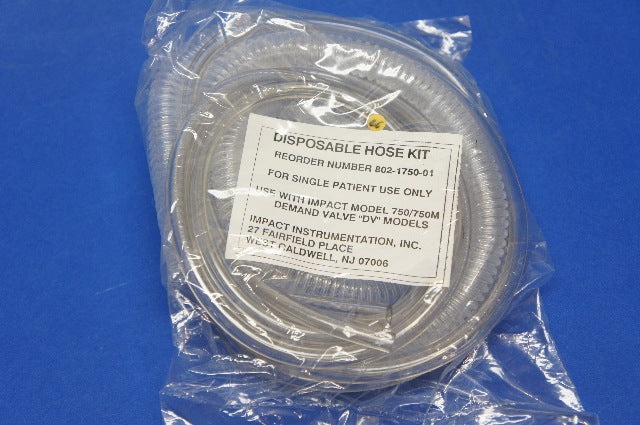 DISPOSABLE HOSE KIT
REORDER NUMBER 802-1750-01
FOR SINGLE PATIENT USE ONLY
USE WITH IMPACT MODEL 750/750M
DEMAND VALVE "DV" MODELS
IMPACT INSTRUMENTATION, INC.
27 FAIRFIELD PLACE
WEST CALDWELL, NJ 07006